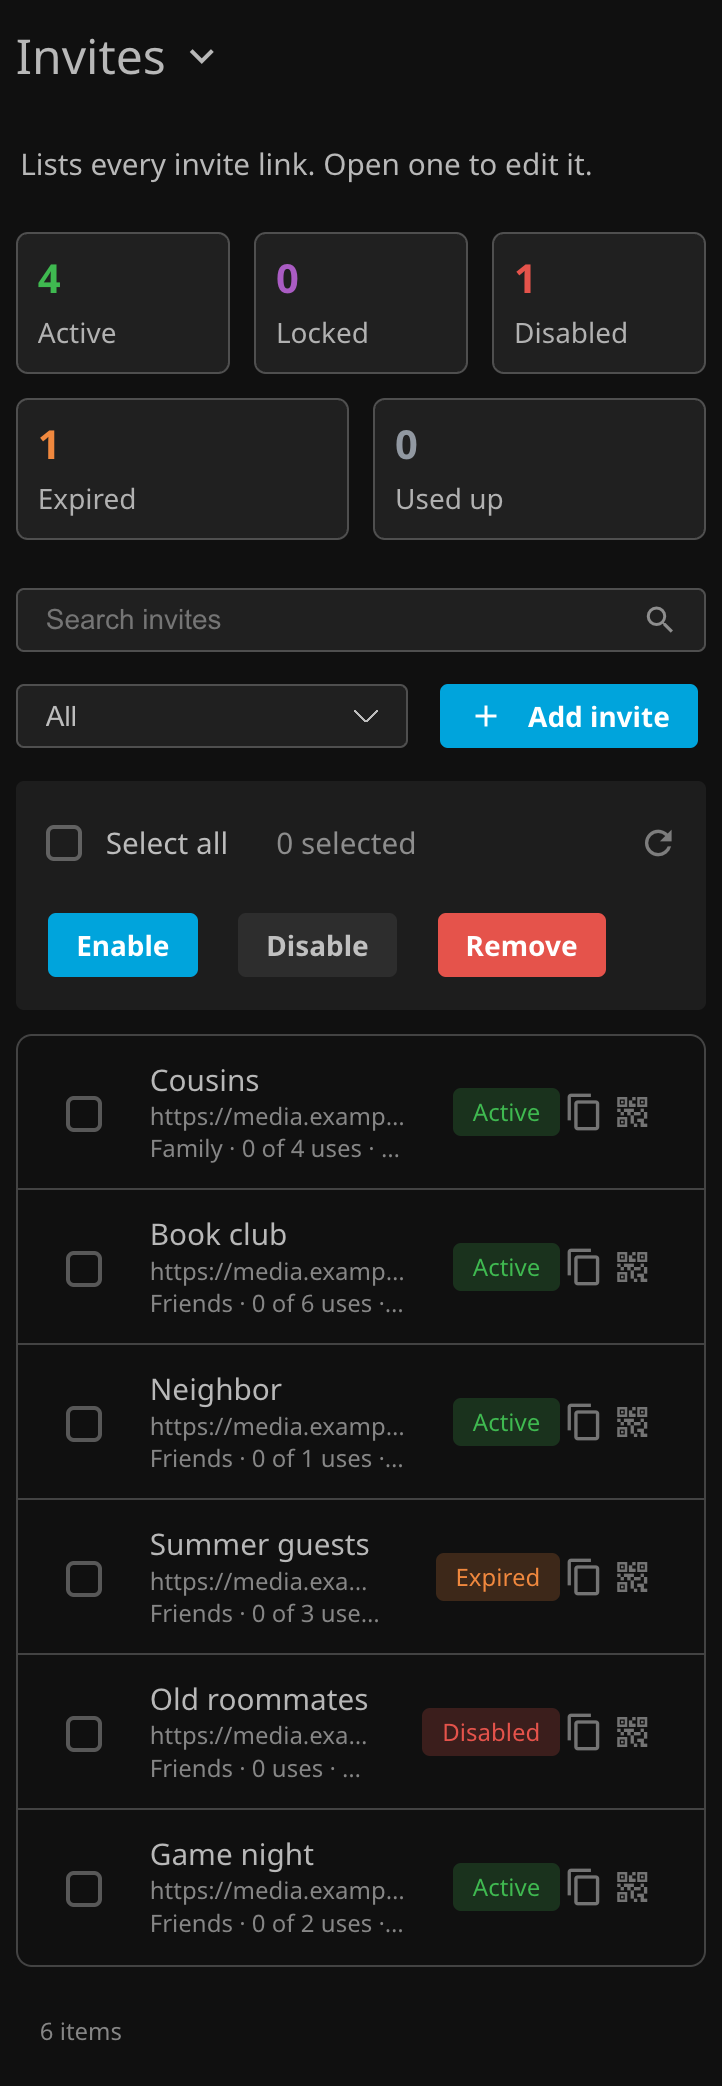 Invites
Lists every invite link. Open one to edit it.
4
Active
0
Locked
1
Disabled
1
Expired
0
Used up
Search invites
All
Add invite
Select all
0 selected
Enable
Disable
Remove
Cousins
https://media.examp...
Family · 0 of 4 uses · ...
Active
Book club
https://media.examp...
Friends · 0 of 6 uses ·...
Active
Neighbor
https://media.examp...
Friends · 0 of 1 uses ·...
Active
Summer guests
https://media.exa...
Friends · 0 of 3 use...
Expired
Old roommates
https://media.exa...
Friends · 0 uses · ...
Disabled
Game night
https://media.examp...
Friends · 0 of 2 uses ·...
Active
6 items